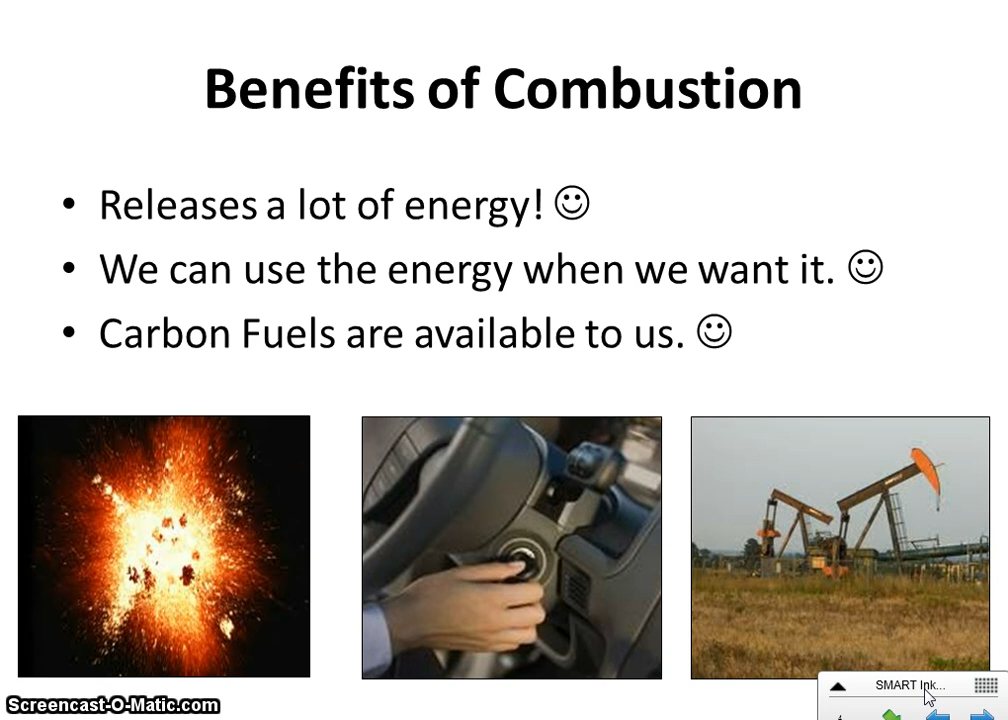 Benefits of Combustion
• Releases a lot of energy! ☺
• We can use the energy when we want it. ☺
• Carbon Fuels are available to us. ☺
SMART Ink...
Screencast-O-Matic.com